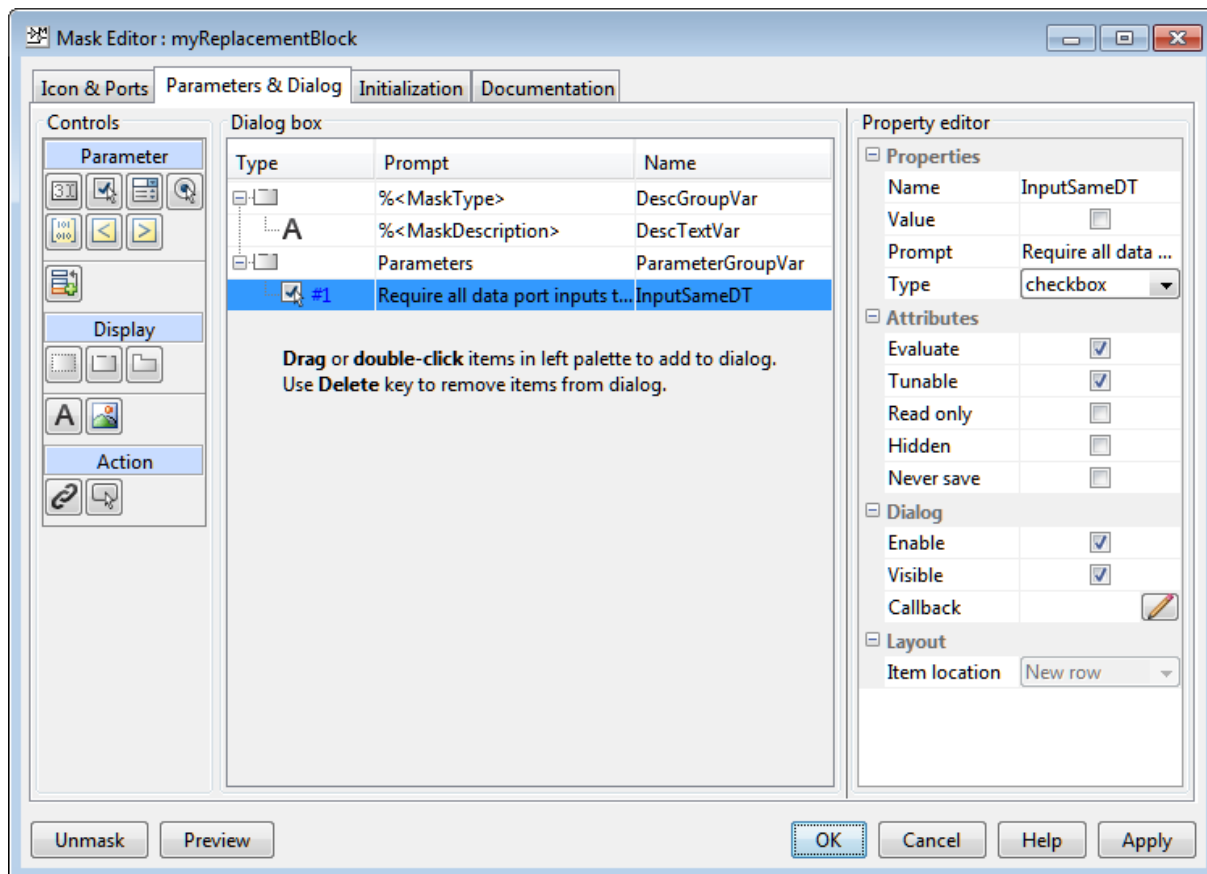 Mask Editor : myReplacementBlock
Icon & Ports Parameters & Dialog Initialization Documentation
Controls
Parameter
Display
A
Action
Dialog box
Type Prompt Name
%<MaskType> DescGroupVar
A %<MaskDescription> DescTextVar
Parameters ParameterGroupVar
#1 Require all data port inputs t... InputSameDT
Drag or double-click items in left palette to add to dialog.
Use Delete key to remove items from dialog.
Property editor
Properties
Name InputSameDT
Value
Prompt Require all data ...
Type checkbox
Attributes
Evaluate
Tunable
Read only
Hidden
Never save
Dialog
Enable
Visible
Callback
Layout
Item location New row
Unmask Preview OK Cancel Help Apply